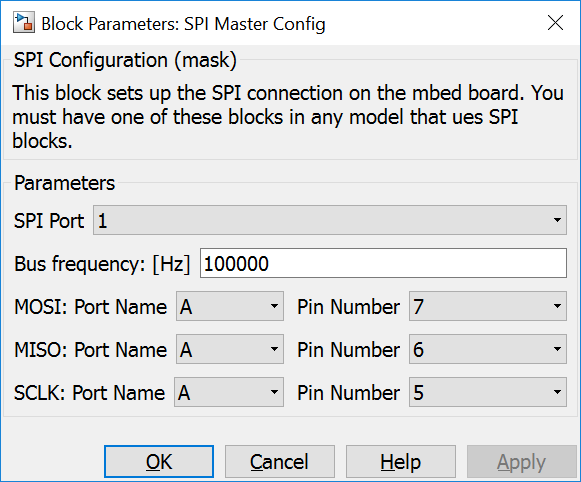 Block Parameters: SPI Master Config
SPI Configuration (mask)
This block sets up the SPI connection on the mbed board. You
must have one of these blocks in any model that ues SPI
blocks.
Parameters
SPI Port 1
Bus frequency: [Hz] 100000
MOSI: Port Name A Pin Number 7
MISO: Port Name A Pin Number 6
SCLK: Port Name A Pin Number 5
OK Cancel Help Apply